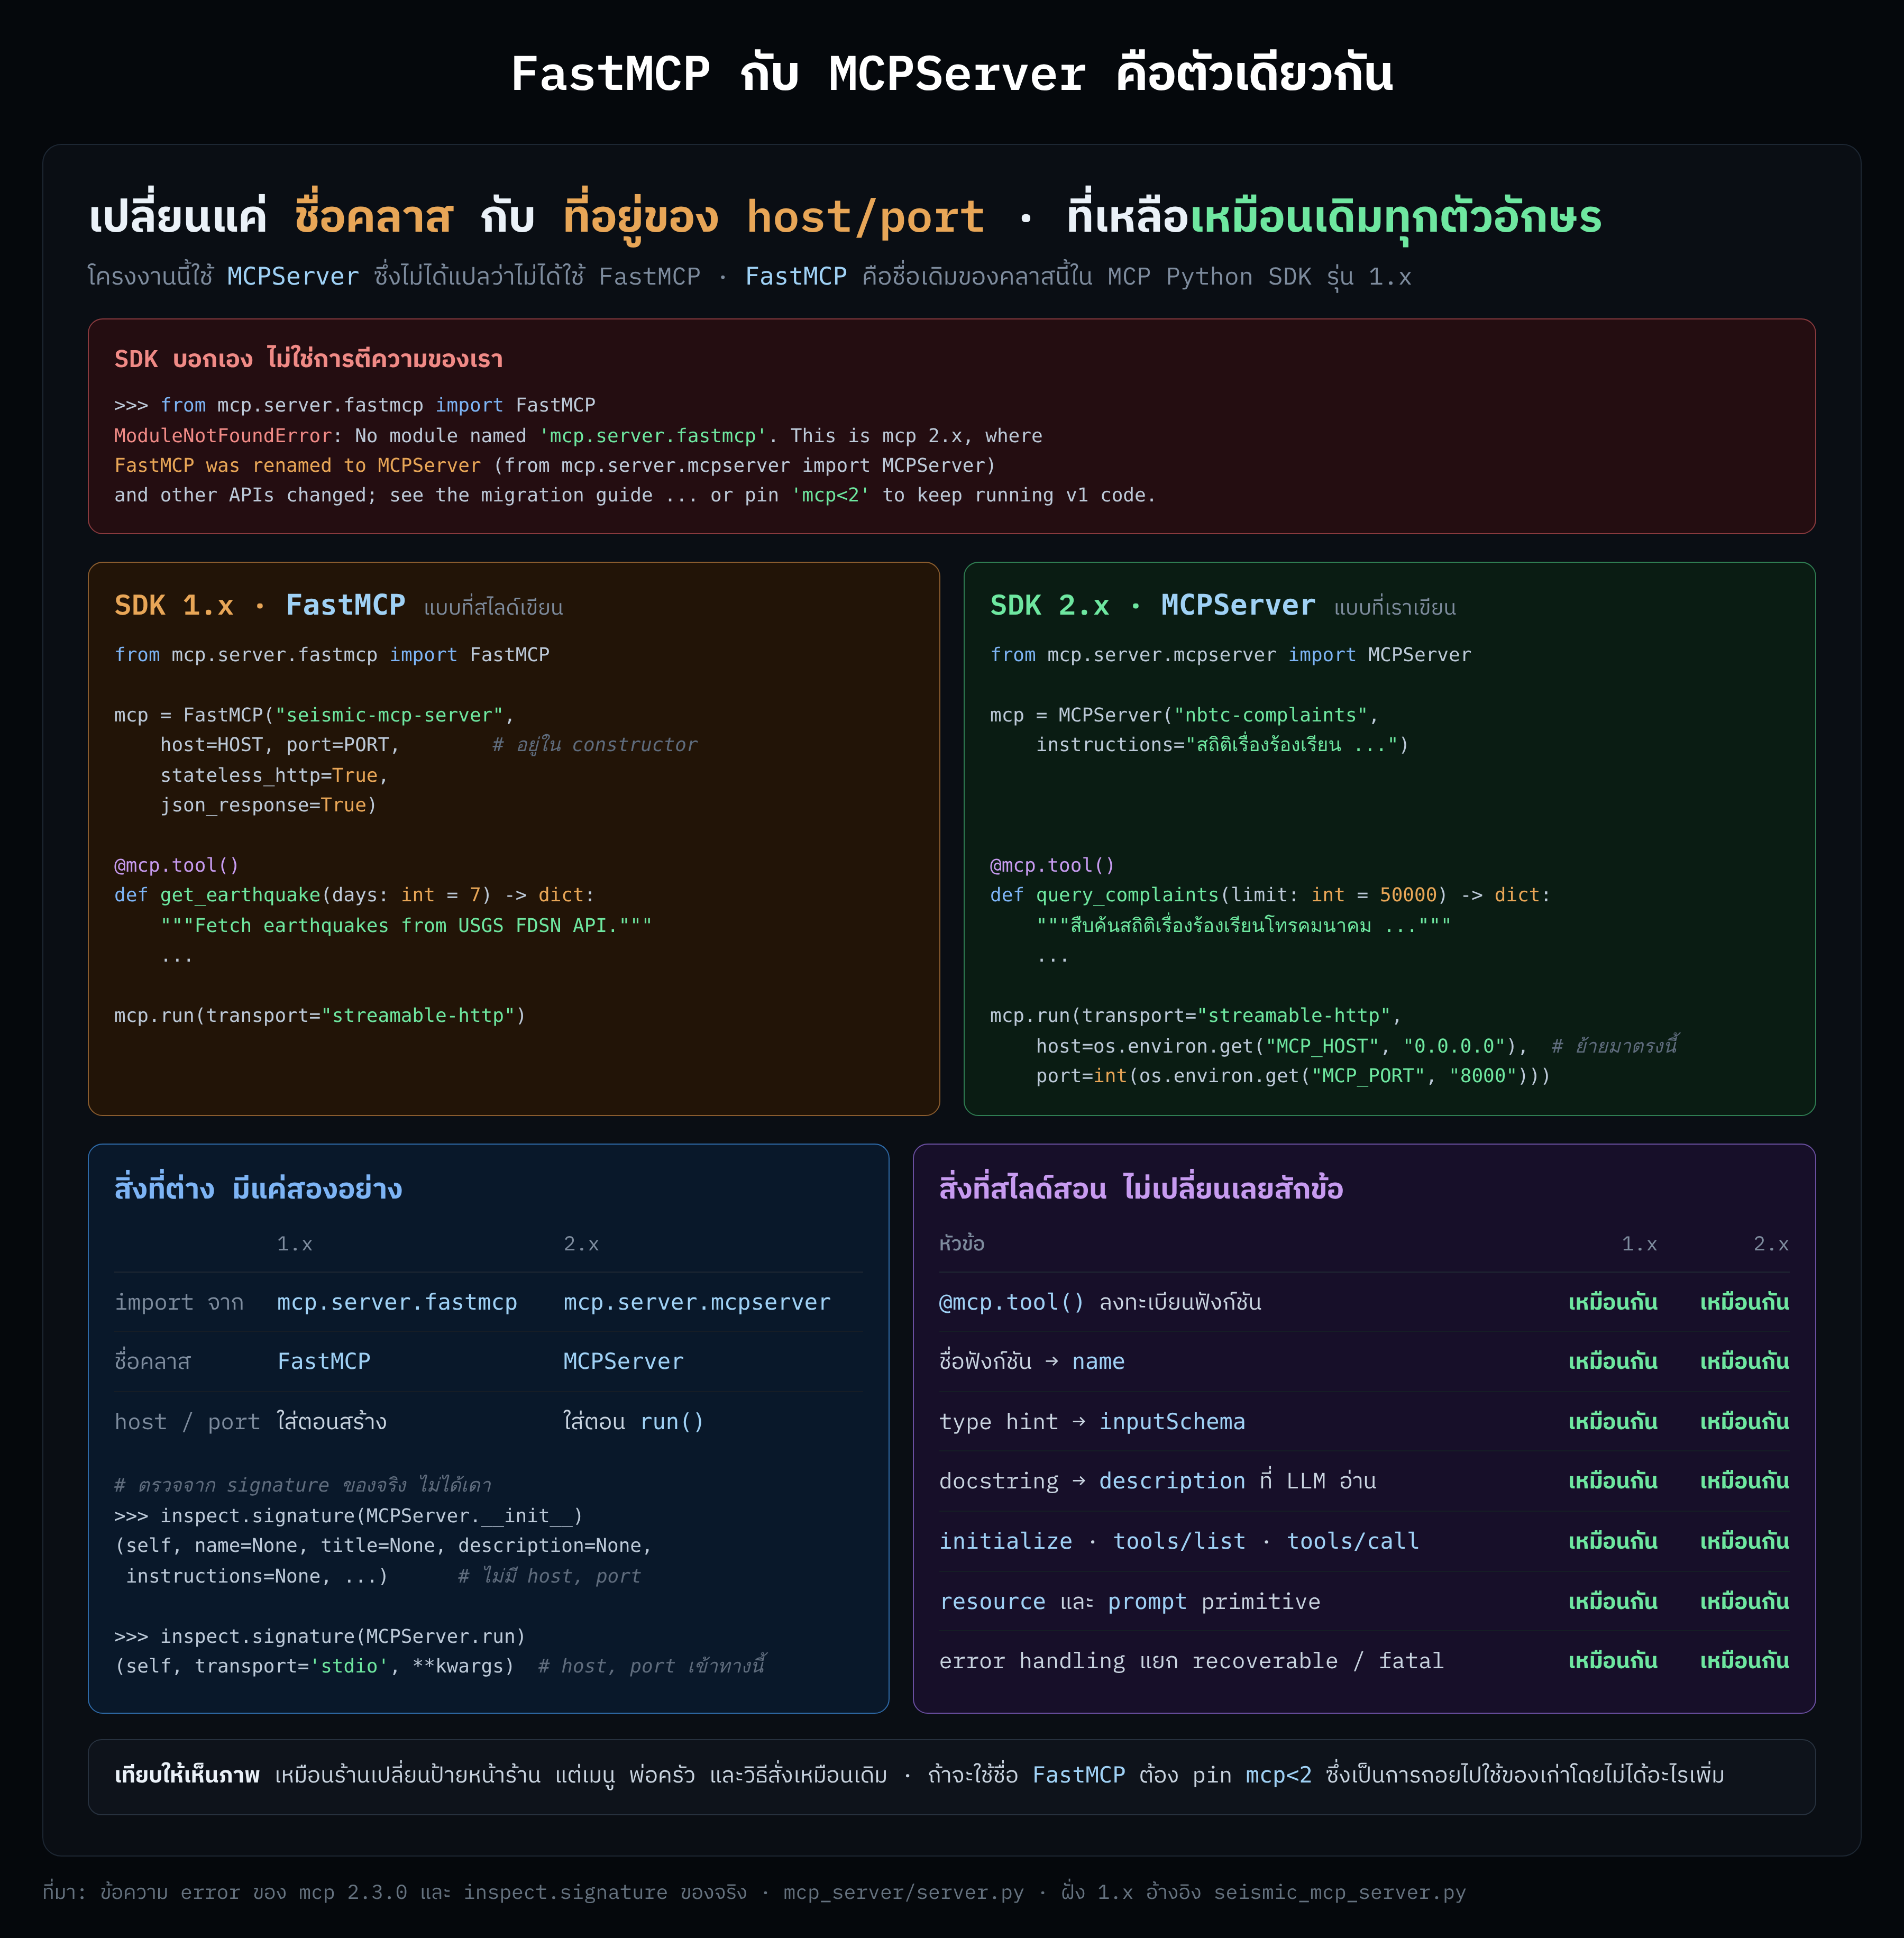 FastMCP กับ MCPServer คือตัวเดียวกัน
เปลี่ยนแค่ ชื่อคลาส กับ ที่อยู่ของ host/port · ที่เหลือเหมือนเดิมทุกตัวอักษร
โครงงานนี้ใช้ MCPServer ซึ่งไม่ได้แปลว่าไม่ได้ใช้ FastMCP · FastMCP คือชื่อเดิมของคลาสนี้ใน MCP Python SDK รุ่น 1.x
SDK บอกเอง ไม่ใช่การตีความของเรา
>>> from mcp.server.fastmcp import FastMCP
ModuleNotFoundError: No module named 'mcp.server.fastmcp'. This is mcp 2.x, where
FastMCP was renamed to MCPServer (from mcp.server.mcpserver import MCPServer)
and other APIs changed; see the migration guide ... or pin 'mcp<2' to keep running v1 code.
SDK 1.x · FastMCP แบบที่สไลด์เขียน
from mcp.server.fastmcp import FastMCP
mcp = FastMCP("seismic-mcp-server",
    host=HOST, port=PORT,        # อยู่ใน constructor
    stateless_http=True,
    json_response=True)
@mcp.tool()
def get_earthquake(days: int = 7) -> dict:
    """Fetch earthquakes from USGS FDSN API."""
    ...
mcp.run(transport="streamable-http")
SDK 2.x · MCPServer แบบที่เราเขียน
from mcp.server.mcpserver import MCPServer
mcp = MCPServer("nbtc-complaints",
    instructions="สถิติเรื่องร้องเรียน ...")
@mcp.tool()
def query_complaints(limit: int = 50000) -> dict:
    """สืบค้นสถิติเรื่องร้องเรียนโทรคมนาคม ..."""
    ...
mcp.run(transport="streamable-http",
    host=os.environ.get("MCP_HOST", "0.0.0.0"),  # ย้ายมาตรงนี้
    port=int(os.environ.get("MCP_PORT", "8000")))
สิ่งที่ต่าง มีแค่สองอย่าง
1.x 2.x
import จาก mcp.server.fastmcp mcp.server.mcpserver
ชื่อคลาส FastMCP MCPServer
host / port ใส่ตอนสร้าง ใส่ตอน run()
# ตรวจจาก signature ของจริง ไม่ได้เดา
>>> inspect.signature(MCPServer.__init__)
(self, name=None, title=None, description=None,
 instructions=None, ...)      # ไม่มี host, port
>>> inspect.signature(MCPServer.run)
(self, transport='stdio', **kwargs)  # host, port เข้าทางนี้
สิ่งที่สไลด์สอน ไม่เปลี่ยนเลยสักข้อ
หัวข้อ 1.x 2.x
@mcp.tool() ลงทะเบียนฟังก์ชัน เหมือนกัน เหมือนกัน
ชื่อฟังก์ชัน → name เหมือนกัน เหมือนกัน
type hint → inputSchema เหมือนกัน เหมือนกัน
docstring → description ที่ LLM อ่าน เหมือนกัน เหมือนกัน
initialize · tools/list · tools/call เหมือนกัน เหมือนกัน
resource และ prompt primitive เหมือนกัน เหมือนกัน
error handling แยก recoverable / fatal เหมือนกัน เหมือนกัน
เทียบให้เห็นภาพ เหมือนร้านเปลี่ยนป้ายหน้าร้าน แต่เมนู พ่อครัว และวิธีสั่งเหมือนเดิม · ถ้าจะใช้ชื่อ FastMCP ต้อง pin mcp<2 ซึ่งเป็นการถอยไปใช้ของเก่าโดยไม่ได้อะไรเพิ่ม
ที่มา: ข้อความ error ของ mcp 2.3.0 และ inspect.signature ของจริง · mcp_server/server.py · ฝั่ง 1.x อ้างอิง seismic_mcp_server.py